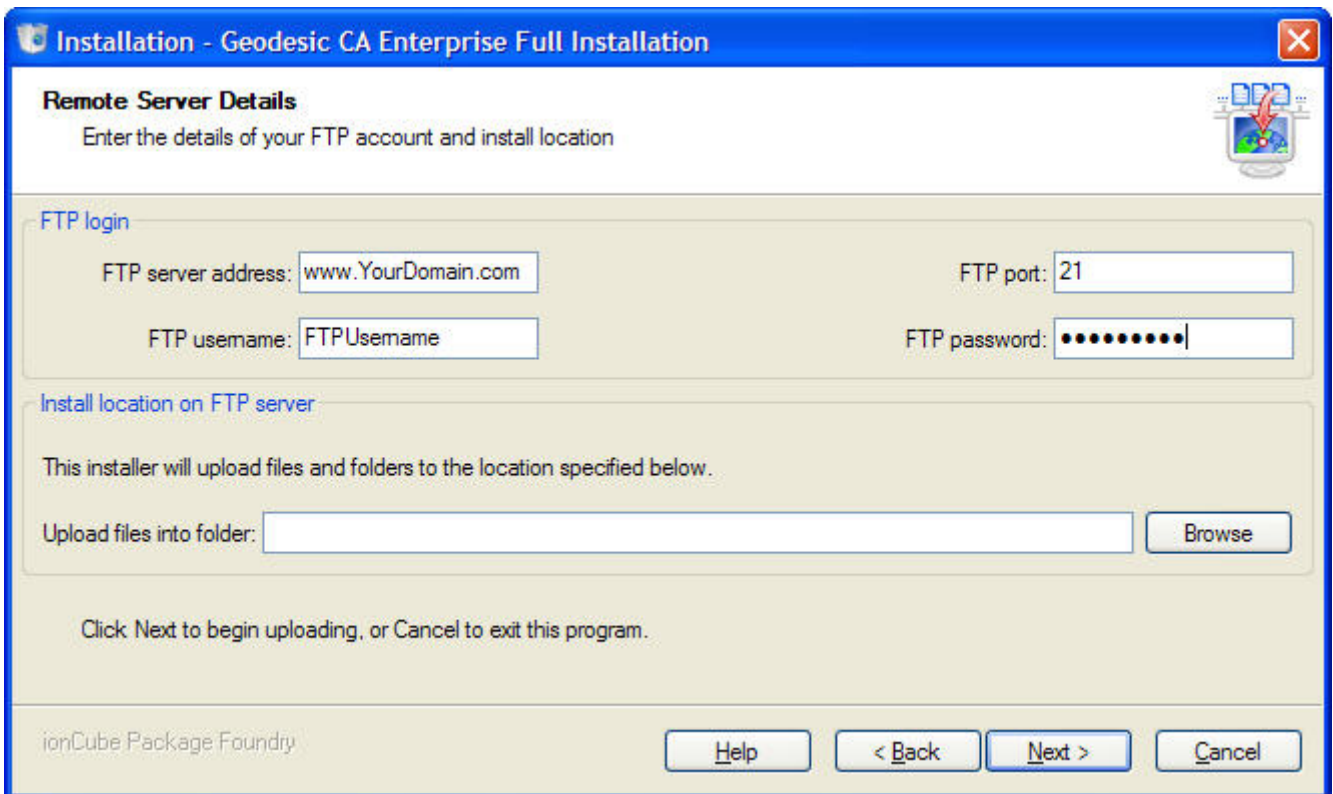 Installation - Geodesic CA Enterprise Full Installation
Remote Server Details
Enter the details of your FTP account and install location
FTP login
FTP server address: www.YourDomain.com FTP port: 21
FTP username: FTPUsername FTP password: •••••••••
Install location on FTP server
This installer will upload files and folders to the location specified below.
Upload files into folder: Browse
Click Next to begin uploading, or Cancel to exit this program.
ionCube Package Foundry
Help < Back Next > Cancel